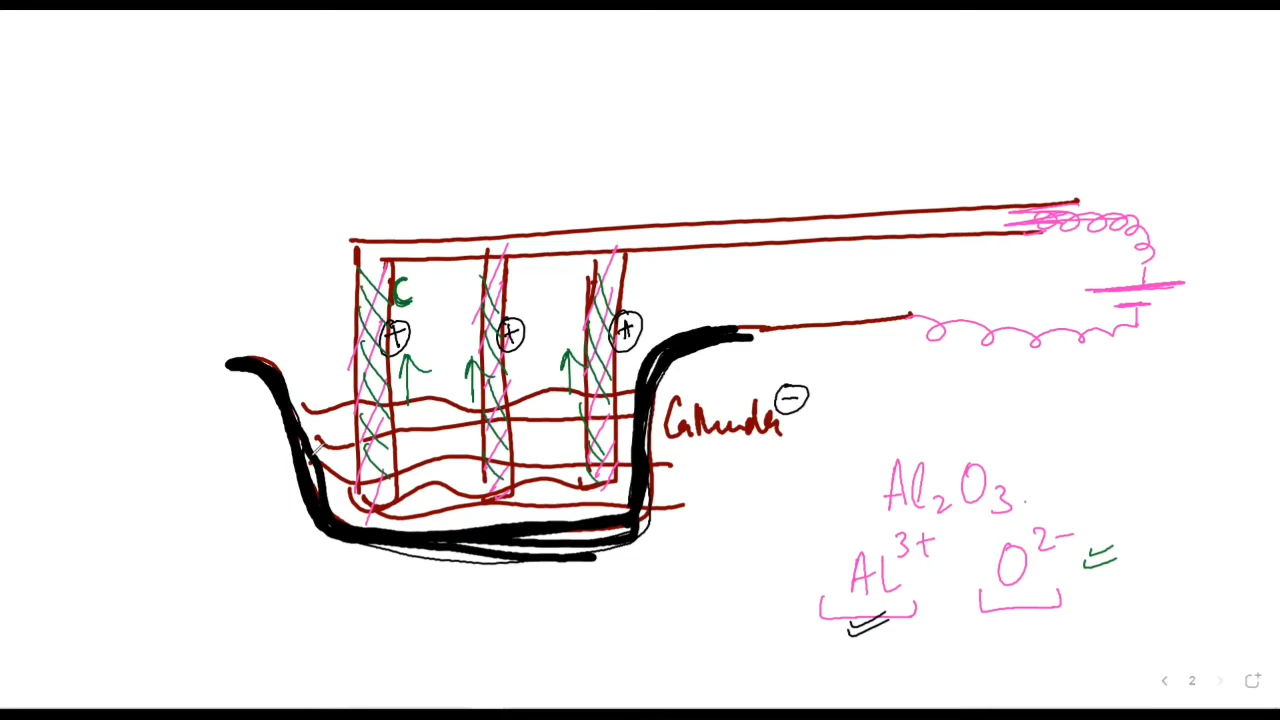 C
+ + +
Cathode -
Al₂O₃.
Al³⁺ O²⁻
2